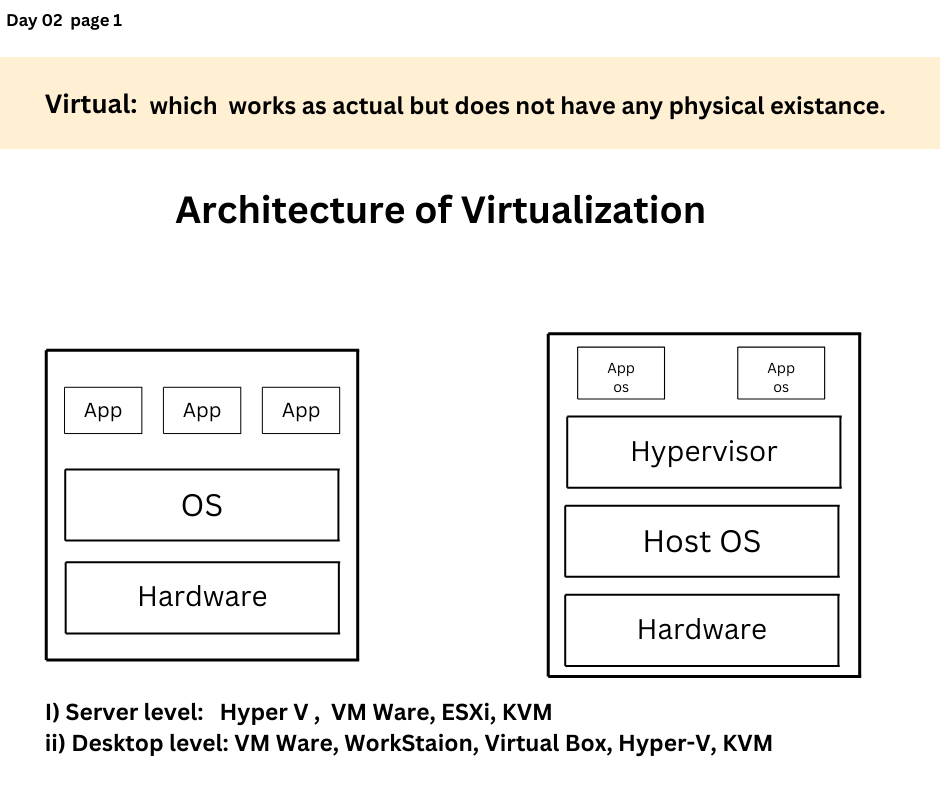 Day 02 page 1
Virtual: which works as actual but does not have any physical existance.
Architecture of Virtualization
App App App
OS
Hardware
App App
os os
Hypervisor
Host OS
Hardware
I) Server level: Hyper V , VM Ware, ESXi, KVM
ii) Desktop level: VM Ware, WorkStaion, Virtual Box, Hyper-V, KVM